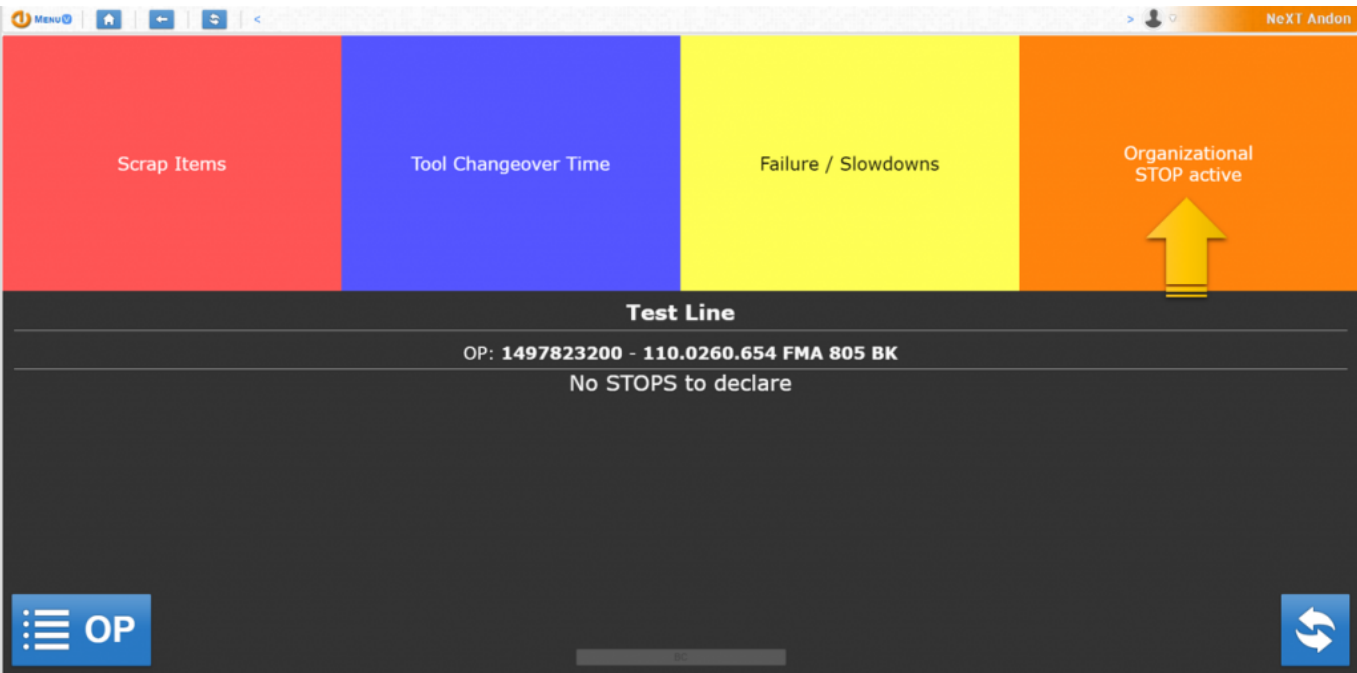 MENU
NeXT Andon
Scrap Items
Tool Changeover Time
Failure / Slowdowns
Organizational
STOP active
Test Line
OP: 1497823200 - 110.0260.654 FMA 805 BK
No STOPS to declare
OP
BC